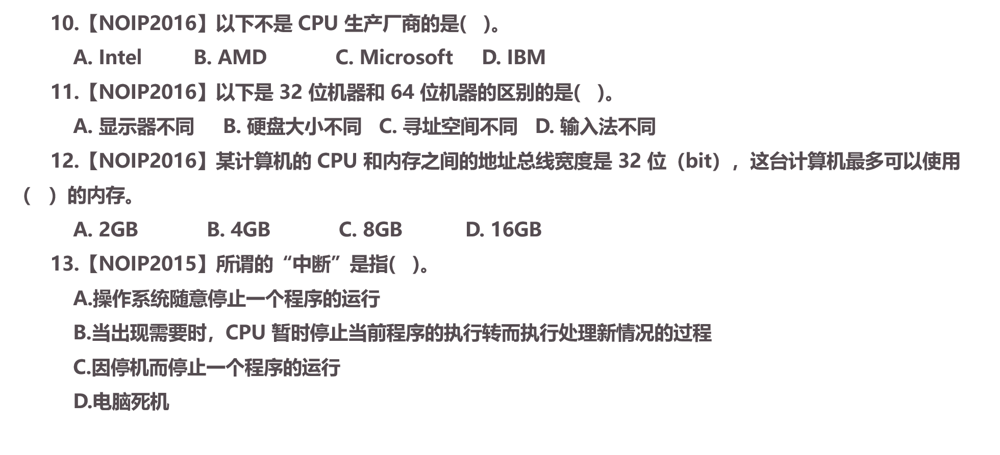 10.【NOIP2016】以下不是 CPU 生产厂商的是(   )。
A. Intel   B. AMD   C. Microsoft   D. IBM
11.【NOIP2016】以下是 32 位机器和 64 位机器的区别的是(   )。
A. 显示器不同   B. 硬盘大小不同   C. 寻址空间不同   D. 输入法不同
12.【NOIP2016】某计算机的 CPU 和内存之间的地址总线宽度是 32 位（bit），这台计算机最多可以使用
（   ）的内存。
A. 2GB   B. 4GB   C. 8GB   D. 16GB
13.【NOIP2015】所谓的“中断”是指(   )。
A.操作系统随意停止一个程序的运行
B.当出现需要时，CPU 暂时停止当前程序的执行转而执行处理新情况的过程
C.因停机而停止一个程序的运行
D.电脑死机